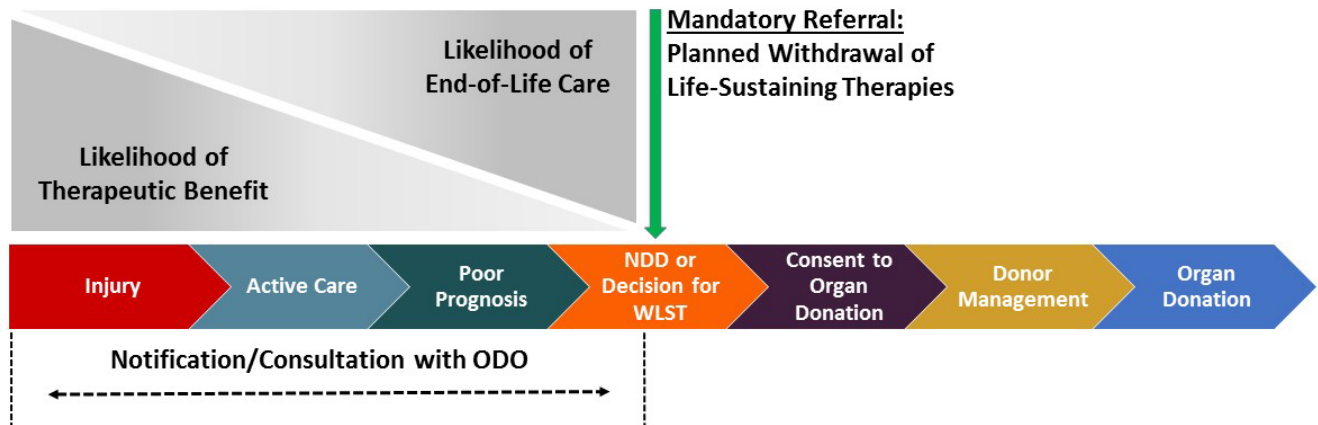 Likelihood of
End-of-Life Care
Likelihood of
Therapeutic Benefit
Mandatory Referral:
Planned Withdrawal of
Life-Sustaining Therapies
Injury
Active Care
Poor
Prognosis
NDD or
Decision for
WLST
Consent to
Organ
Donation
Donor
Management
Organ
Donation
Notification/Consultation with ODO